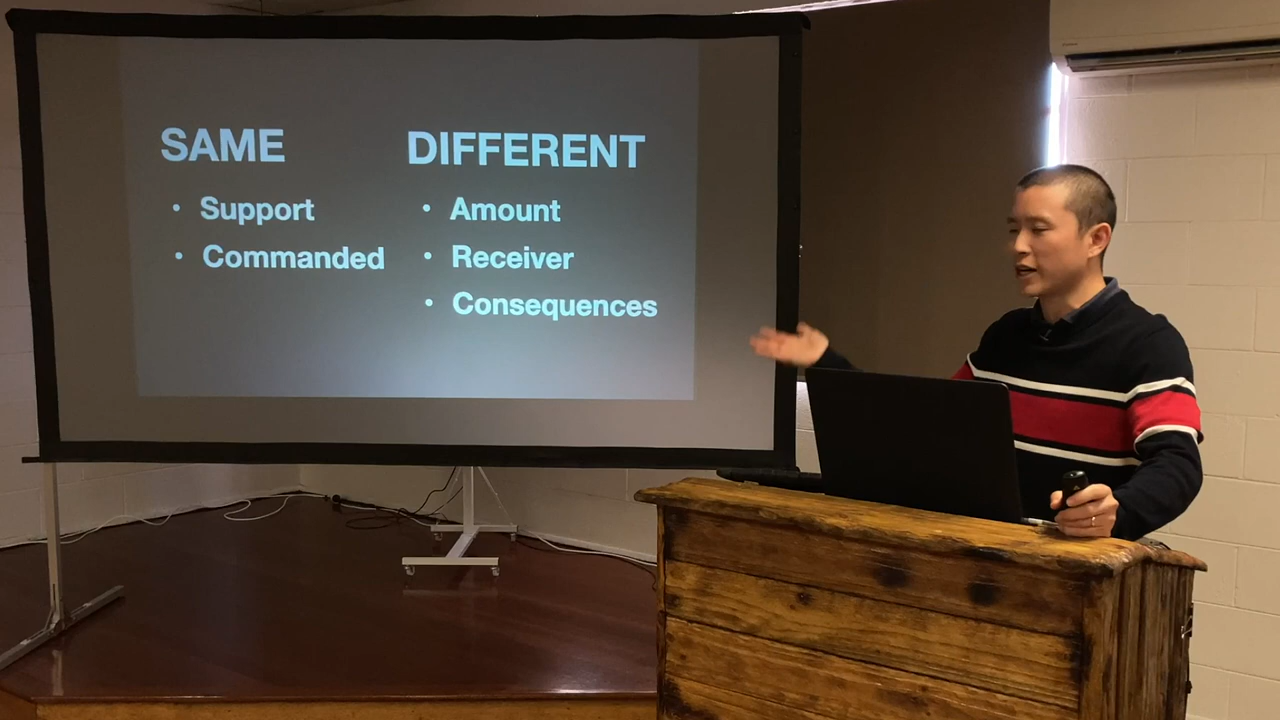 SAME
• Support
• Commanded
DIFFERENT
• Amount
• Receiver
• Consequences